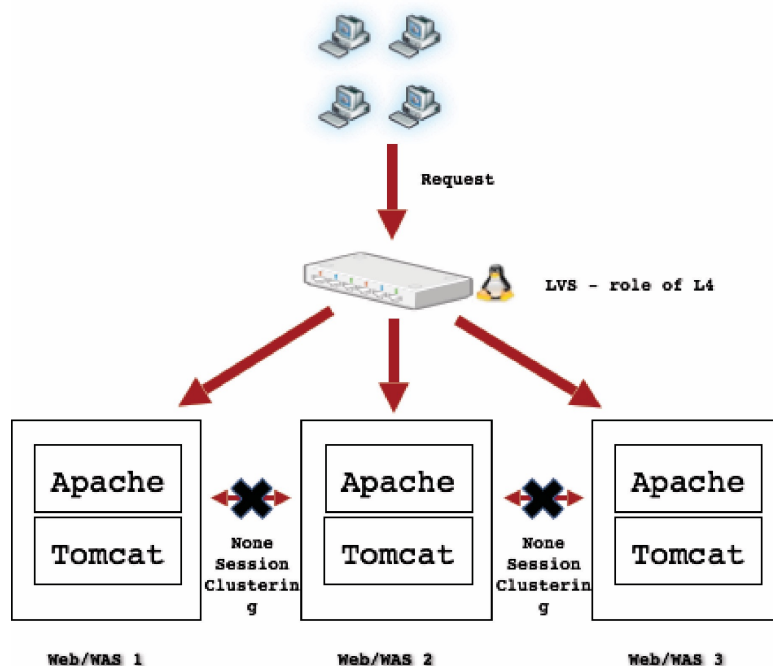 Request
LVS - role of L4
Apache
Tomcat
None
Session
Clusterin
g
Apache
Tomcat
None
Session
Clusterin
g
Apache
Tomcat
Web/WAS 1
Web/WAS 2
Web/WAS 3